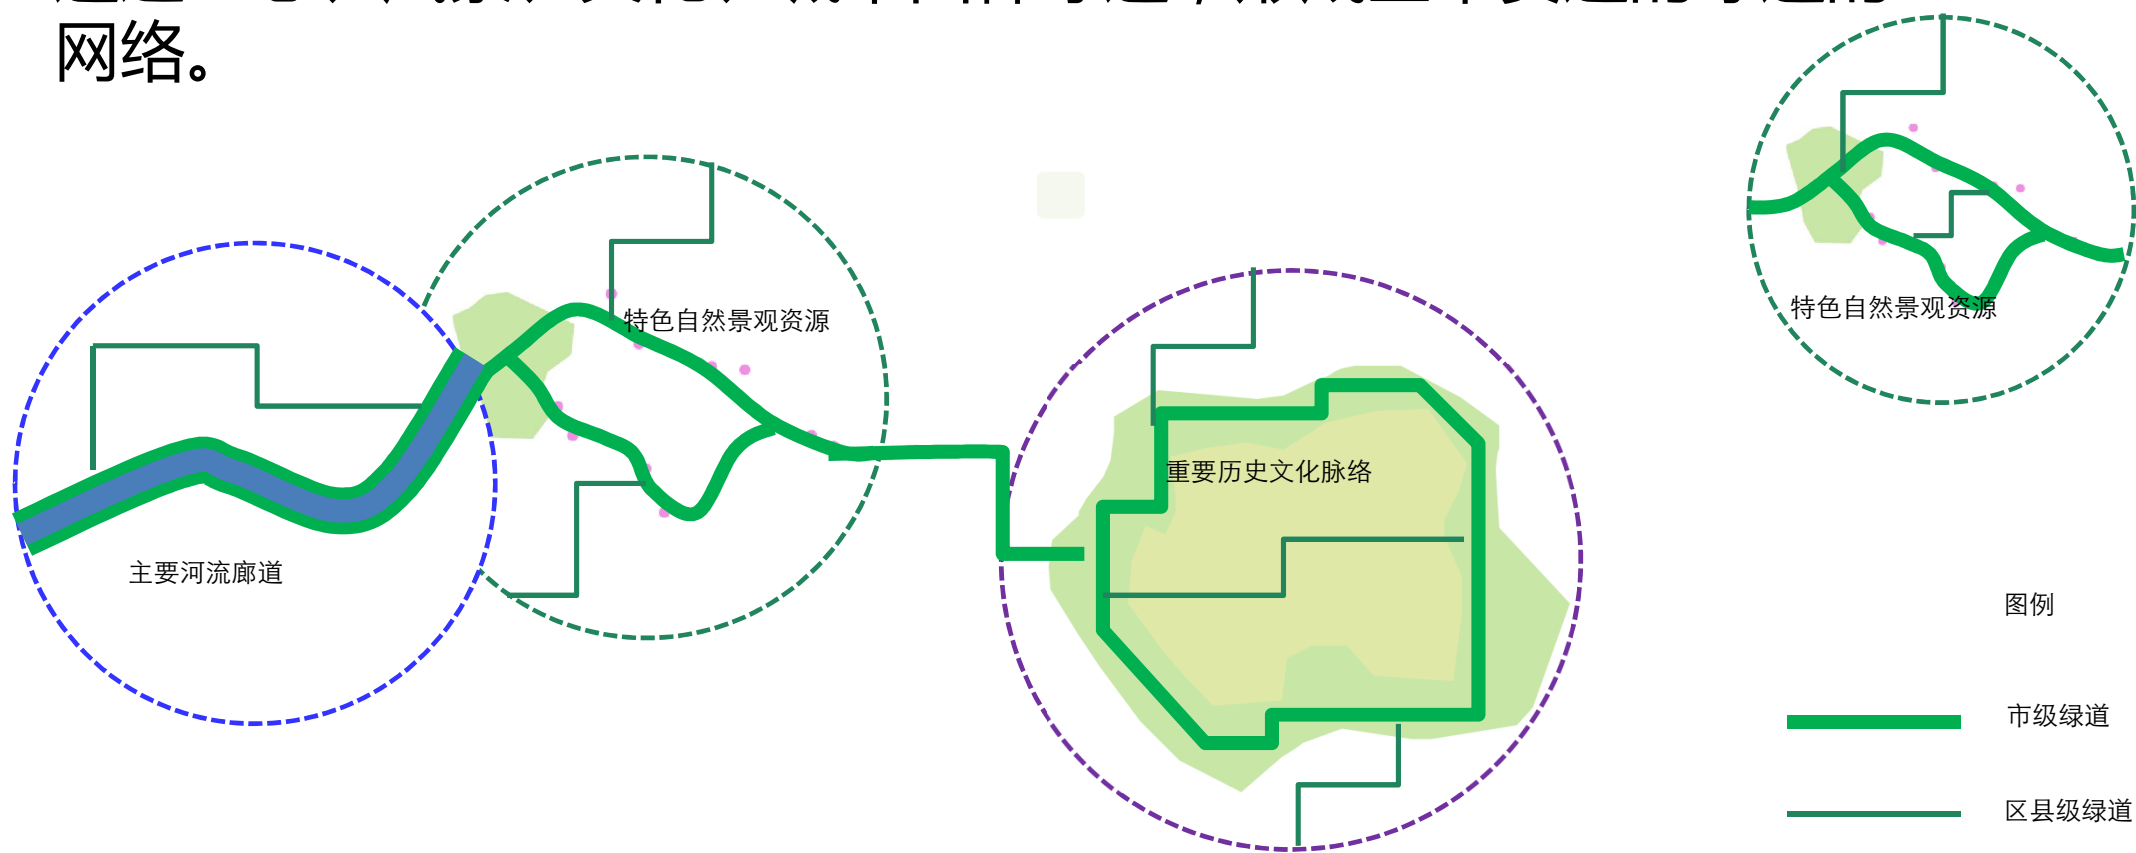 网络。
特色自然景观资源
特色自然景观资源
重要历史文化脉络
主要河流廊道
图例
市级绿道
区县级绿道